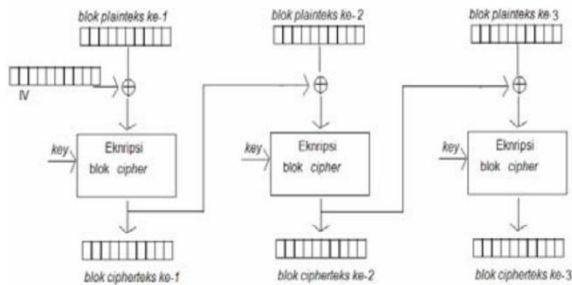 blok plainteks ke-1
blok plainteks ke-2
blok plainteks ke-3
IV
key
Eknripsi
blok cipher
key
Eknripsi
blok cipher
key
Eknripsi
blok cipher
blok cipherteks ke-1
blok cipherteks ke-2
blok cipherteks ke-3